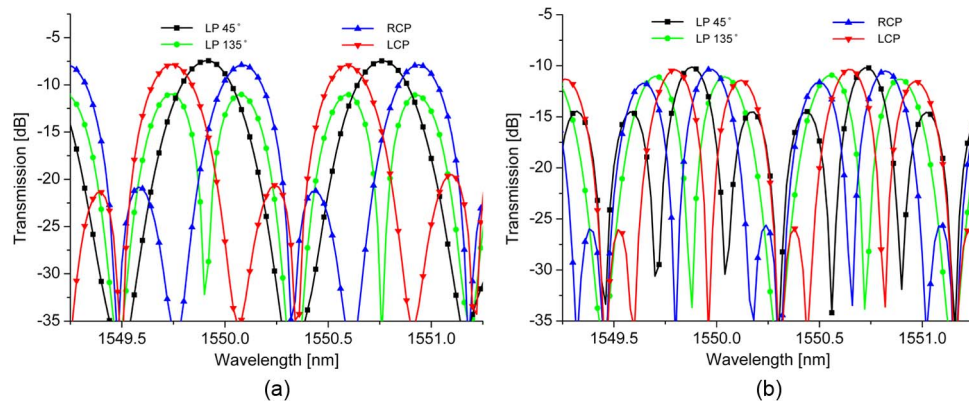 LP 45°
LP 135°
RCP
LCP
-5
-10
-15
-20
-25
-30
-35
Transmission [dB]
1549.5
1550.0
1550.5
1551.0
Wavelength [nm]
(a)
LP 45°
LP 135°
RCP
LCP
-5
-10
-15
-20
-25
-30
-35
Transmission [dB]
1549.5
1550.0
1550.5
1551.0
Wavelength [nm]
(b)